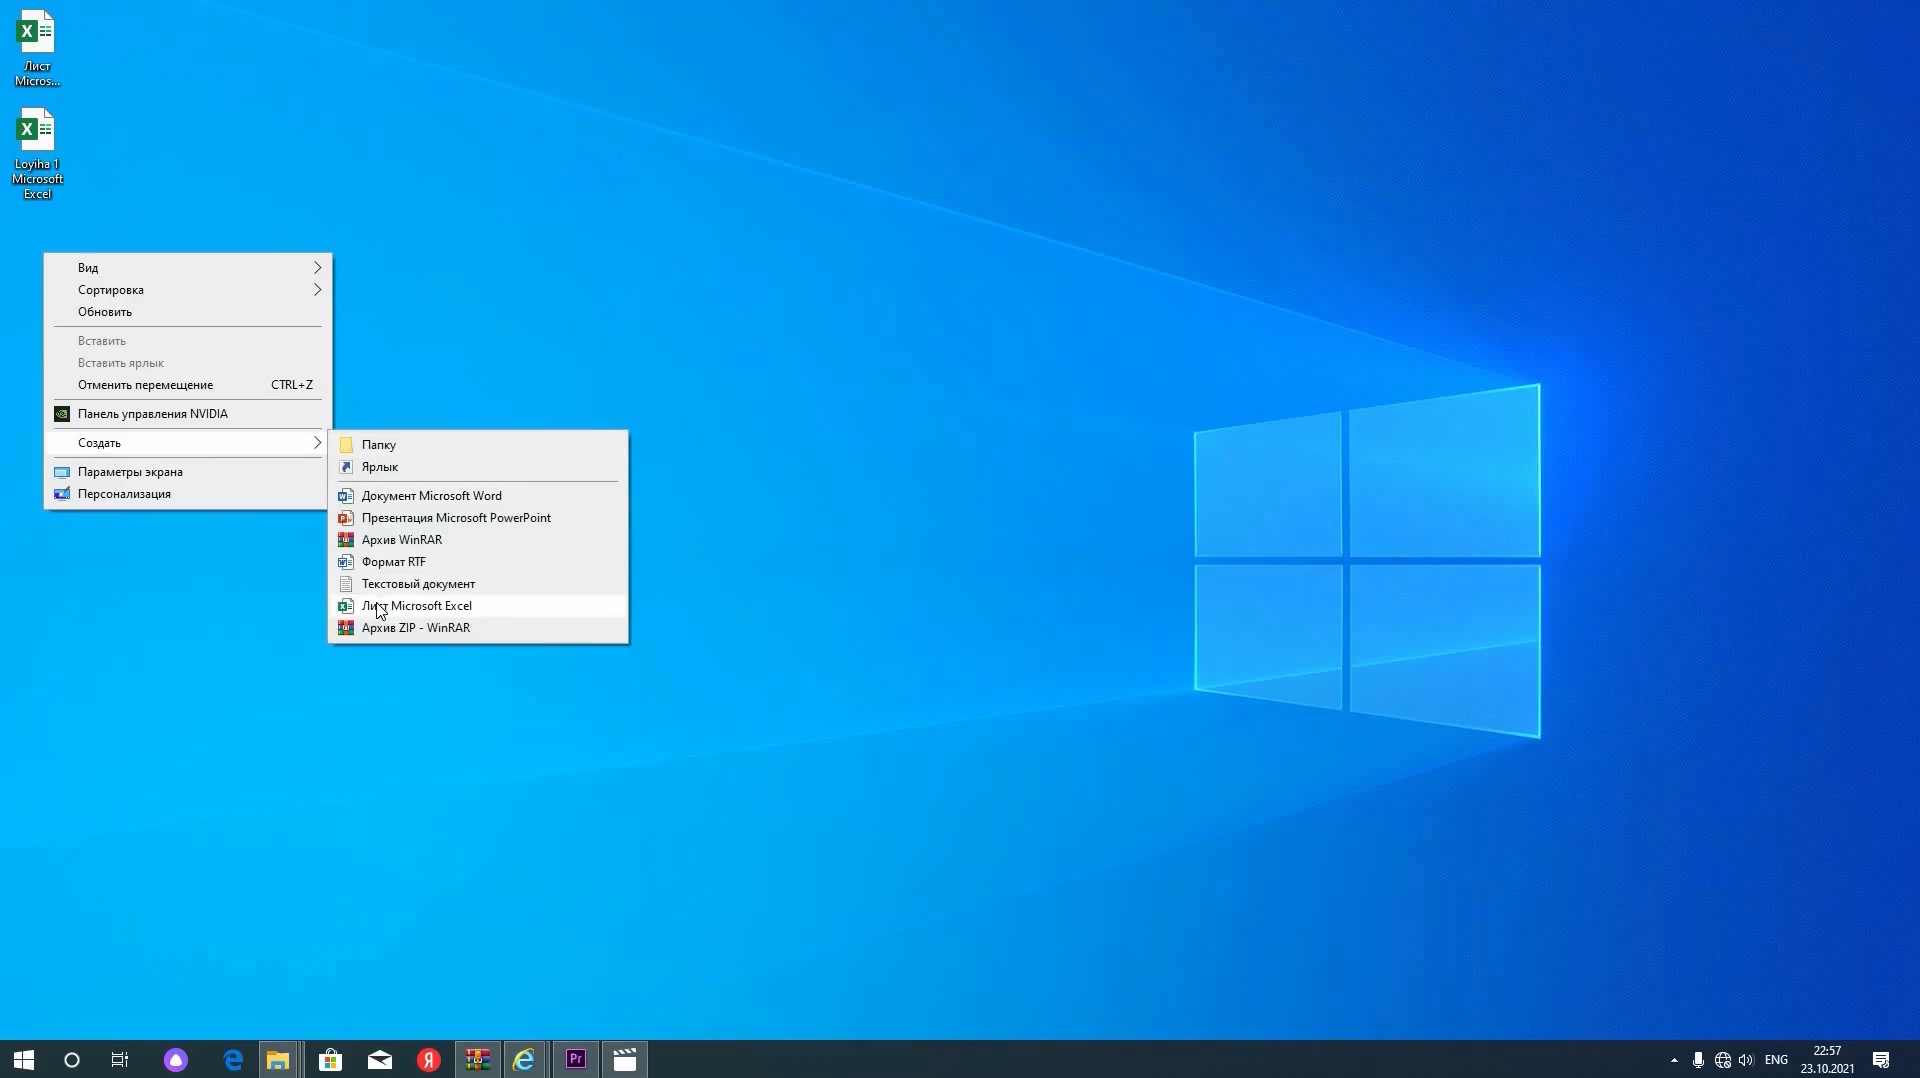 Лист
Micros...
Loyiha 1
Microsoft
Excel
Вид
Сортировка
Обновить
Вставить
Вставить ярлык
Отменить перемещение CTRL+Z
Панель управления NVIDIA
Создать
Параметры экрана
Персонализация
Папку
Ярлык
Документ Microsoft Word
Презентация Microsoft PowerPoint
Архив WinRAR
Формат RTF
Текстовый документ
Лист Microsoft Excel
Архив ZIP - WinRAR
Я
Pr
ENG
22:57
23.10.2021